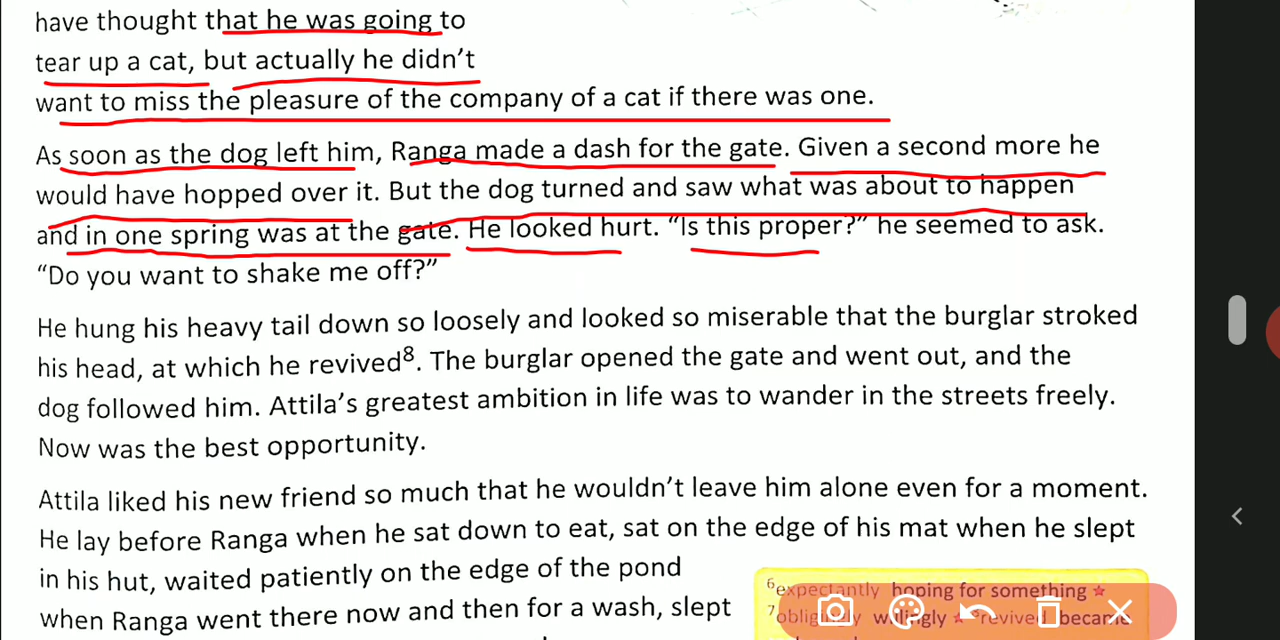 have thought that he was going to
tear up a cat, but actually he didn’t
want to miss the pleasure of the company of a cat if there was one.
As soon as the dog left him, Ranga made a dash for the gate. Given a second more he
would have hopped over it. But the dog turned and saw what was about to happen
and in one spring was at the gate. He looked hurt. “Is this proper?” he seemed to ask.
“Do you want to shake me off?”
He hung his heavy tail down so loosely and looked so miserable that the burglar stroked
his head, at which he revived⁸. The burglar opened the gate and went out, and the
dog followed him. Attila’s greatest ambition in life was to wander in the streets freely.
Now was the best opportunity.
Attila liked his new friend so much that he wouldn’t leave him alone even for a moment.
He lay before Ranga when he sat down to eat, sat on the edge of his mat when he slept
in his hut, waited patiently on the edge of the pond
when Ranga went there now and then for a wash, slept
⁶expectantly hoping for something
⁷obligingly willingly revived became